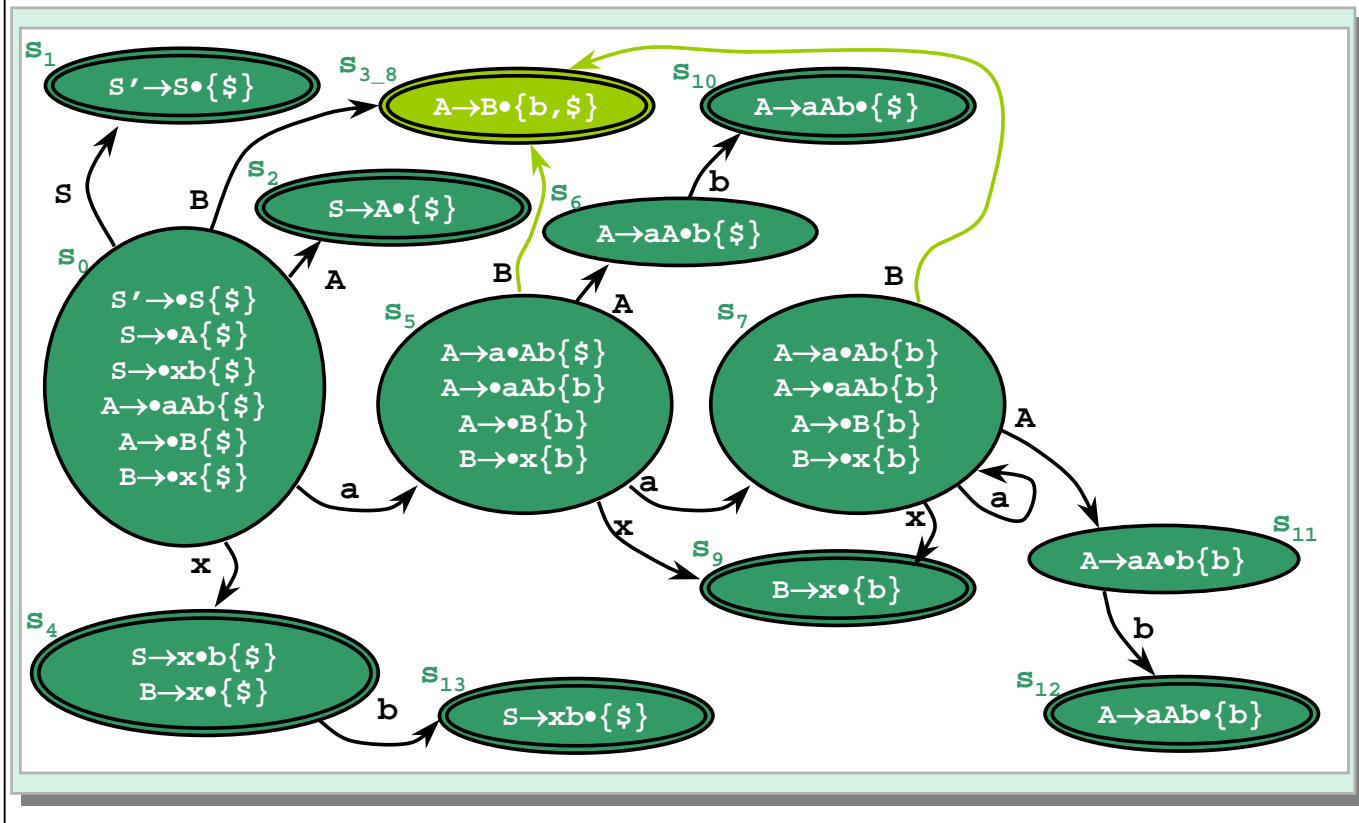 s1
S′→S•{$}
s3_8
A→B•{b,$}
s10
A→aAb•{$}
S
B
s2
S→A•{$}
A
s6
A→aA•b{$}
b
s0
S′→•S{$}
S→•A{$}
S→•xb{$}
A→•aAb{$}
A→•B{$}
B→•x{$}
a
x
B
A
s5
A→a•Ab{$}
A→•aAb{b}
A→•B{b}
B→•x{b}
a
x
B
s7
A→a•Ab{b}
A→•aAb{b}
A→•B{b}
B→•x{b}
A
a
x
s9
B→x•{b}
s11
A→aA•b{b}
b
s12
A→aAb•{b}
s4
S→x•b{$}
B→x•{$}
b
s13
S→xb•{$}